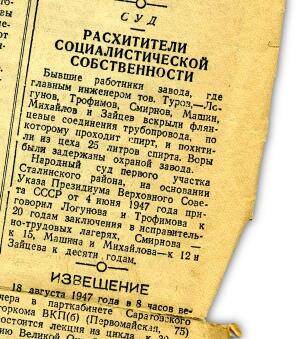 СУД
РАСХИТИТЕЛИ
СОЦИАЛИСТИЧЕСКОЙ
СОБСТВЕННОСТИ
Бывшие работники завода, где
главным инженером тов. Туроз,—Ло-
гунов, Трофимов, Смирнов, Машин,
Михайлов и Зайцев вскрыли флян-
цевые соединения трубопровода, по
которому проходит спирт, и похити-
ли из цеха 25 литров спирта. Воры
были задержаны охраной завода.
Народный суд первого участка
Сталинского района, на основании
Указа Президиума Верховного Сове-
та СССР от 4 июня 1947 года при-
говорил Логунова и Трофимова к
20 годам заключения в исправитель-
но-трудовых лагерях, Смирнова —
к 15, Машина и Михайлова—к 12 и
Зайцева к десяти годам.
ИЗВЕЩЕНИЕ
18 августа 1947 года в 8 часов ве-
чера в парткабинете Саратовского
горкома ВКП(б) (Первомайская, 75)
состоится лекция из цикла: «К 30-
Великой